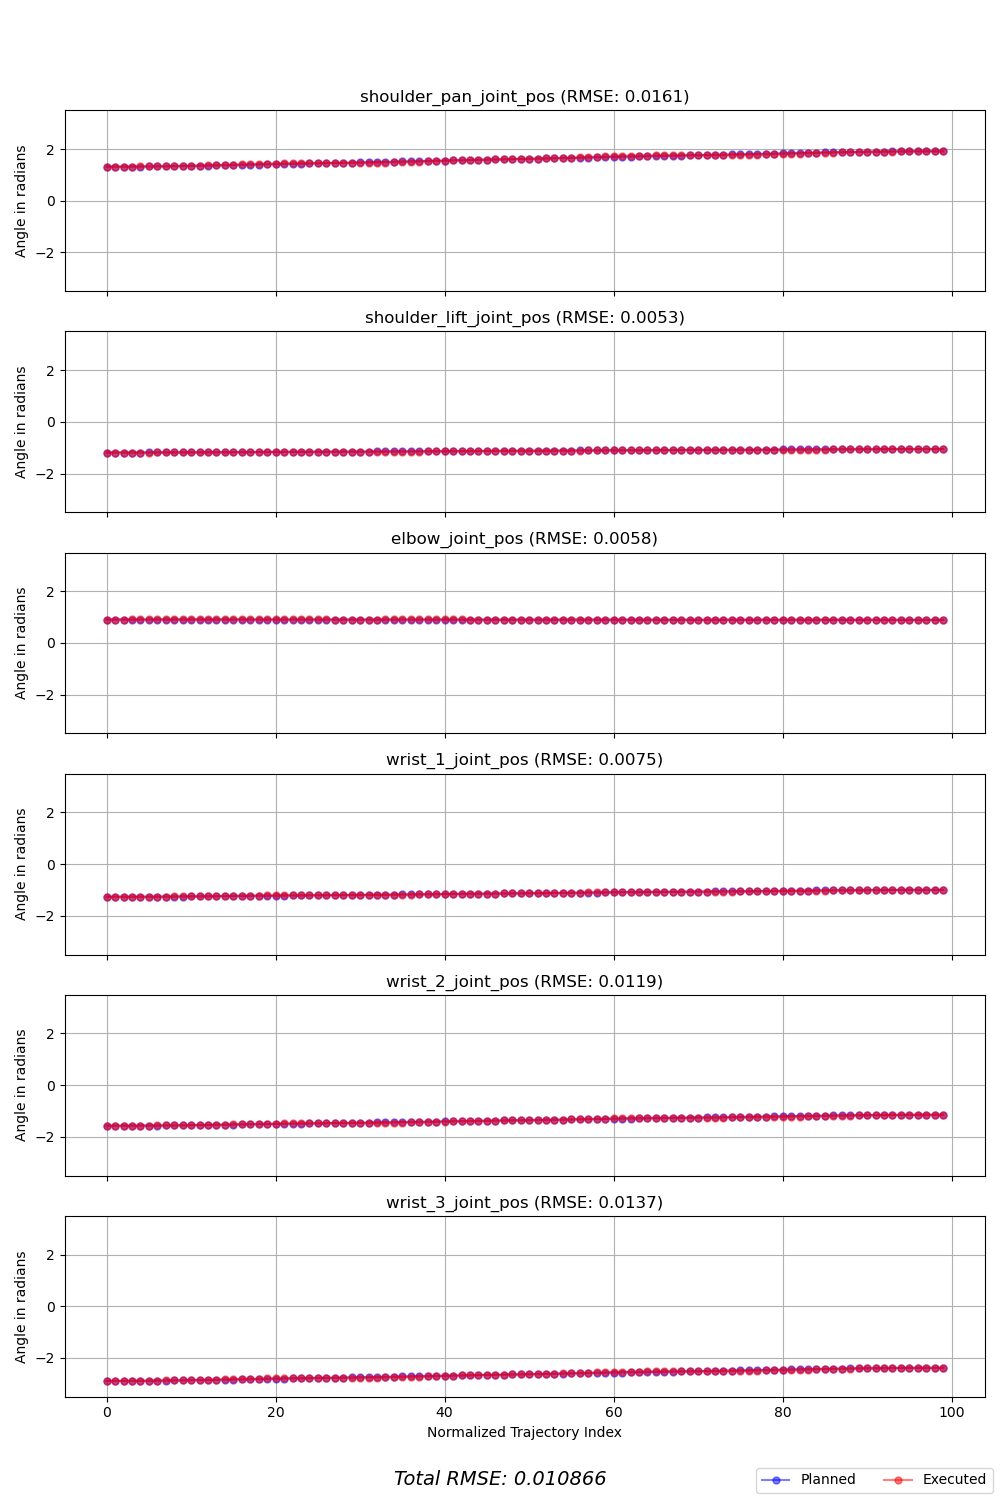 shoulder_pan_joint_pos (RMSE: 0.0161)
Angle in radians
2
0
−2
shoulder_lift_joint_pos (RMSE: 0.0053)
Angle in radians
2
0
−2
elbow_joint_pos (RMSE: 0.0058)
Angle in radians
2
0
−2
wrist_1_joint_pos (RMSE: 0.0075)
Angle in radians
2
0
−2
wrist_2_joint_pos (RMSE: 0.0119)
Angle in radians
2
0
−2
wrist_3_joint_pos (RMSE: 0.0137)
Angle in radians
2
0
−2
0 20 40 60 80 100
Normalized Trajectory Index
Total RMSE: 0.010866
Planned Executed